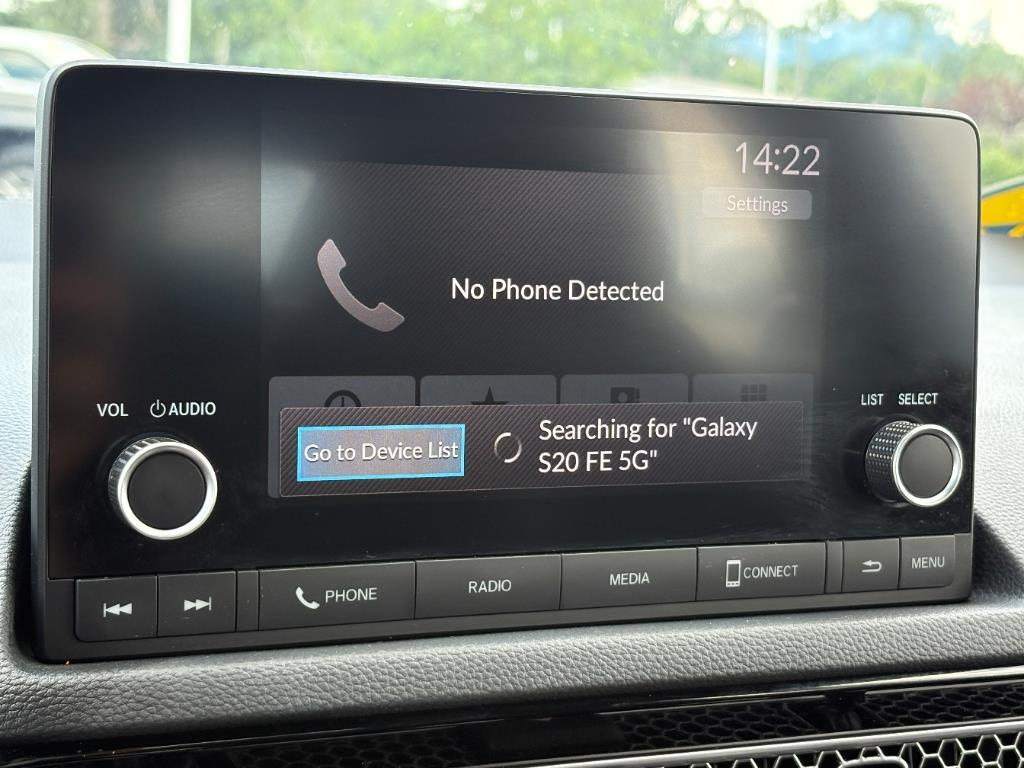 14:22
Settings
No Phone Detected
VOL AUDIO
LIST SELECT
Go to Device List
Searching for "Galaxy
S20 FE 5G"
PHONE
RADIO
MEDIA
CONNECT
MENU